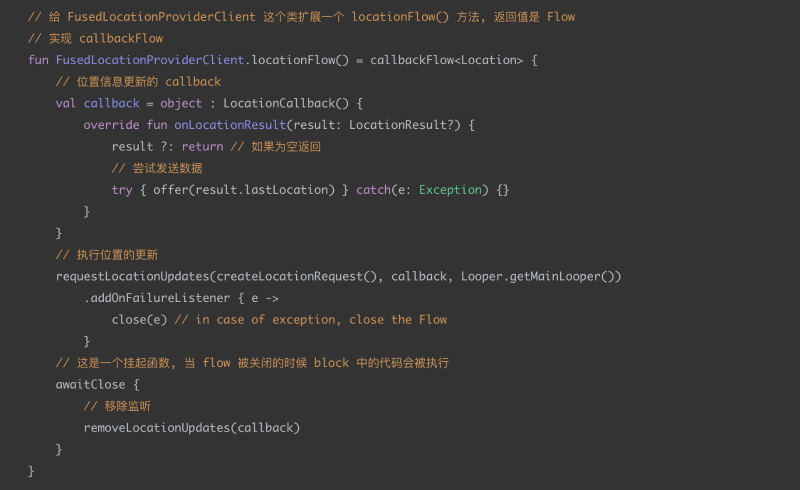 // 给 FusedLocationProviderClient 这个类扩展一个 locationFlow() 方法, 返回值是 Flow
// 实现 callbackFlow
fun FusedLocationProviderClient.locationFlow() = callbackFlow<Location> {
    // 位置信息更新的 callback
    val callback = object : LocationCallback() {
        override fun onLocationResult(result: LocationResult?) {
            result ?: return // 如果为空返回
            // 尝试发送数据
            try { offer(result.lastLocation) } catch(e: Exception) {}
        }
    }
    // 执行位置的更新
    requestLocationUpdates(createLocationRequest(), callback, Looper.getMainLooper())
        .addOnFailureListener { e ->
            close(e) // in case of exception, close the Flow
        }
    // 这是一个挂起函数, 当 flow 被关闭的时候 block 中的代码会被执行
    awaitClose {
        // 移除监听
        removeLocationUpdates(callback)
    }
}